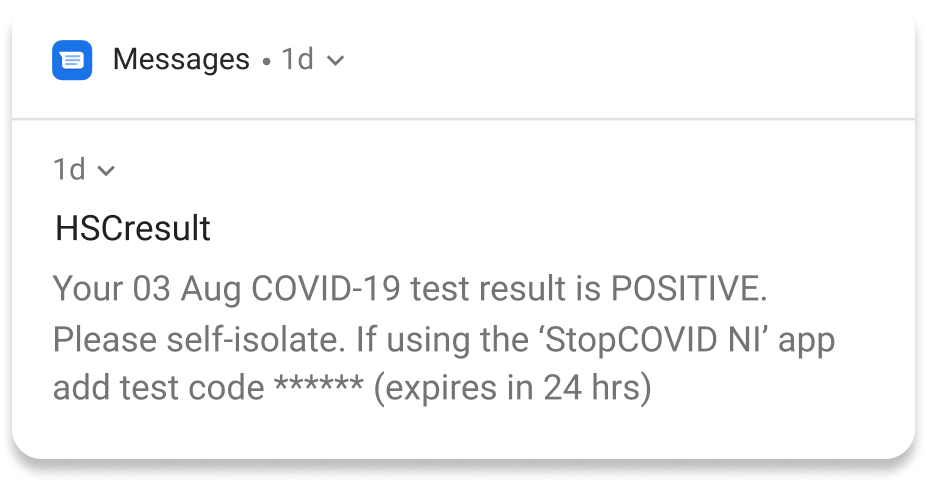 Messages • 1d
1d
HSCresult
Your 03 Aug COVID-19 test result is POSITIVE.
Please self-isolate. If using the ‘StopCOVID NI’ app
add test code ****** (expires in 24 hrs)